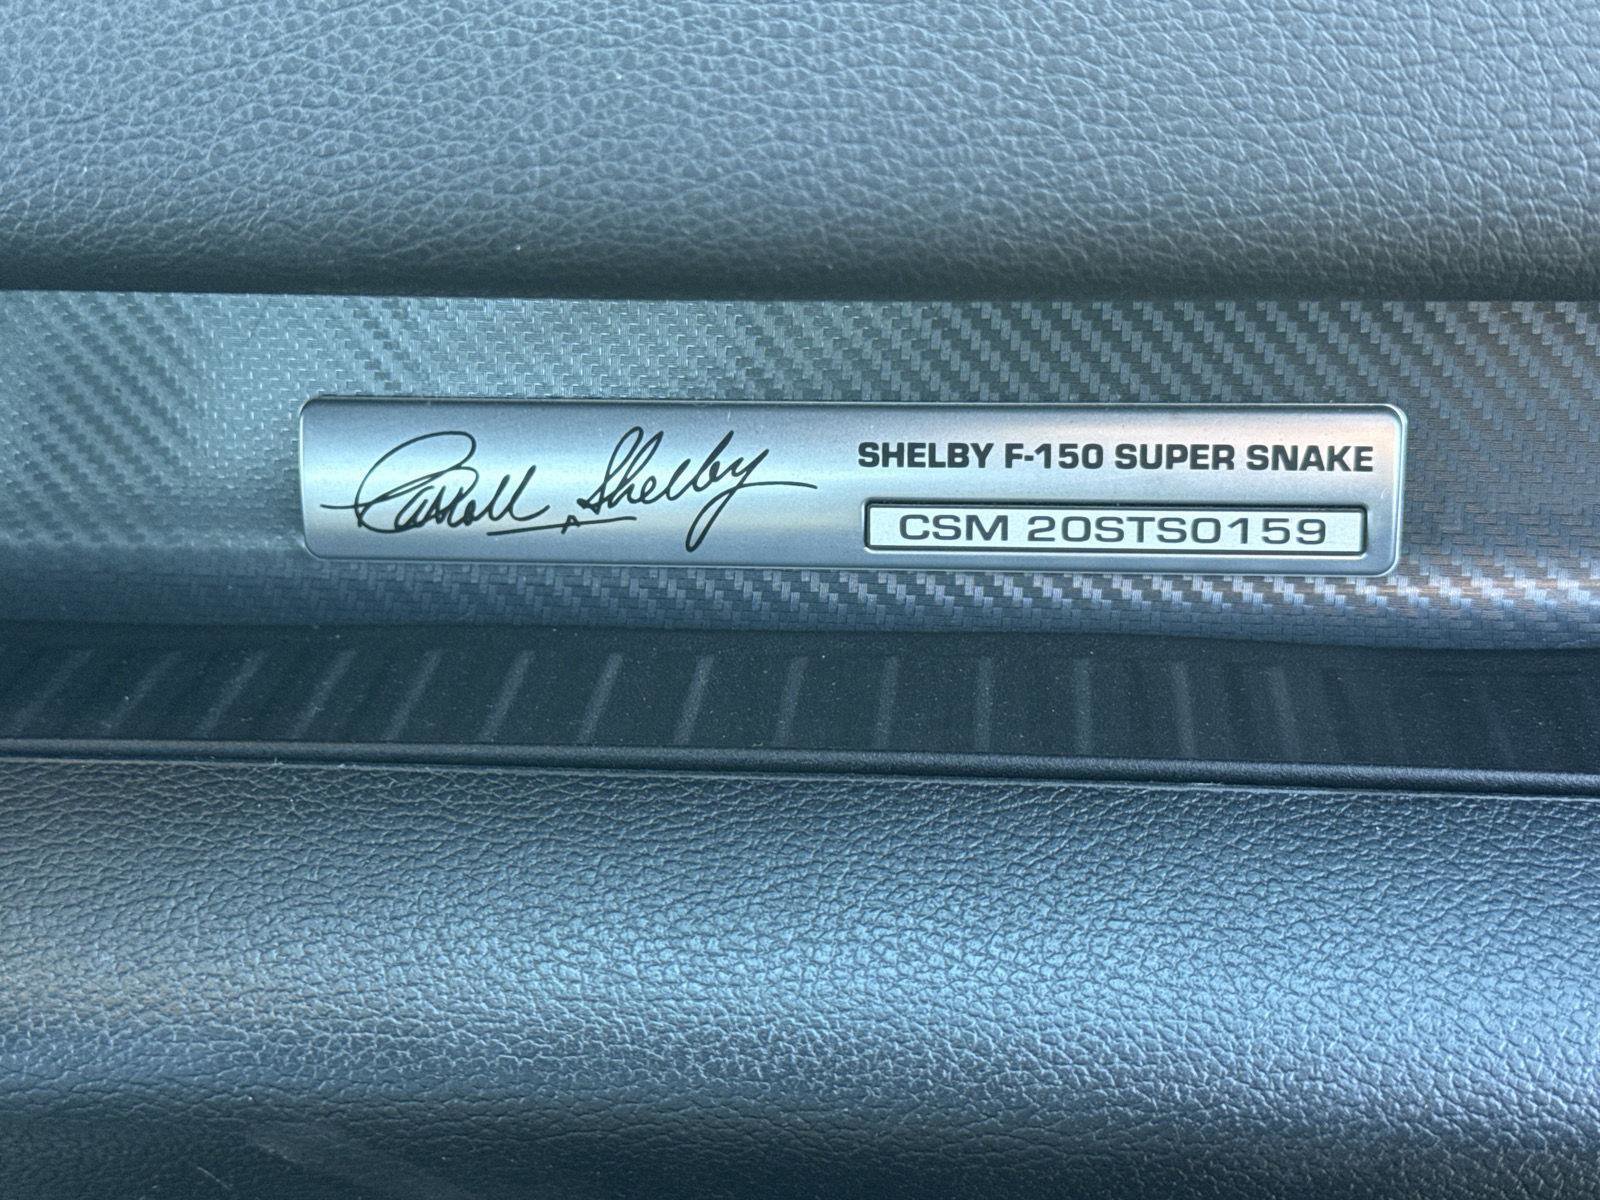 Carroll Shelby
SHELBY F-150 SUPER SNAKE
CSM 20STS0159